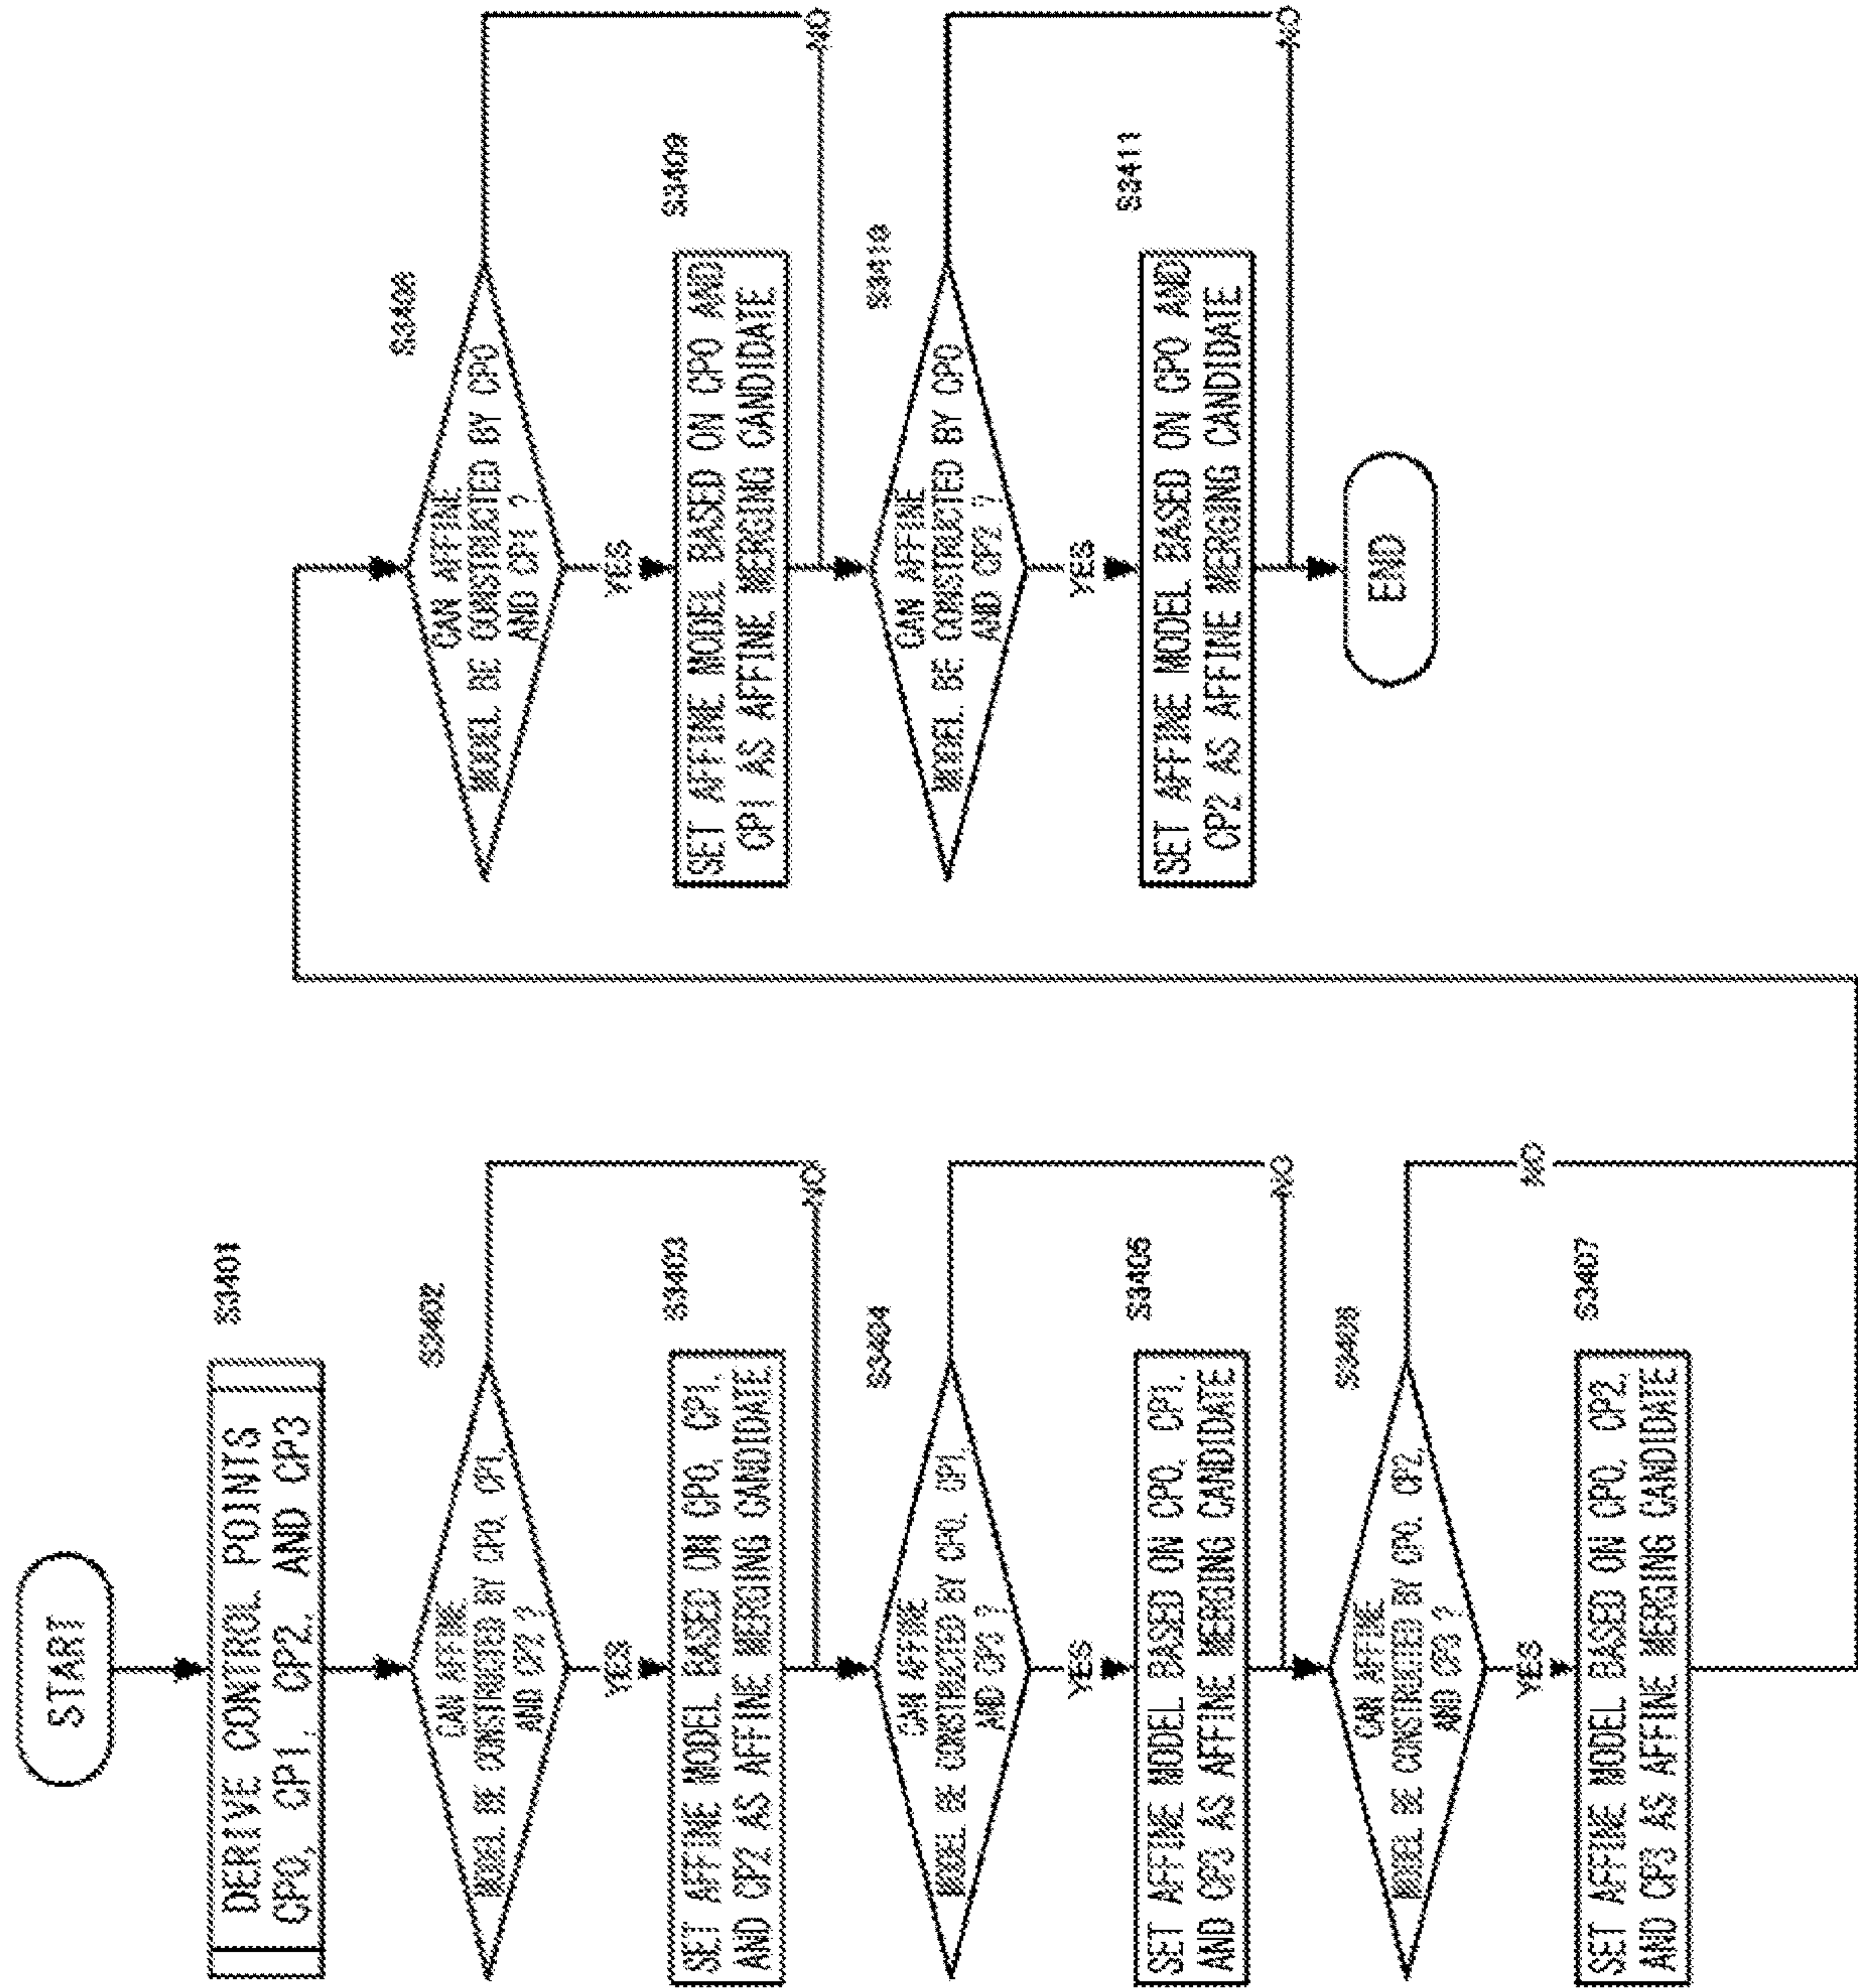 START
S3401
DERIVE CONTROL POINTS
CP0, CP1, CP2, AND CP3
S3402
CAN AFFINE
MODEL BE CONSTRUCTED BY CP0, CP1,
AND CP2 ?
NO
YES
S3403
SET AFFINE MODEL BASED ON CP0, CP1,
AND CP2 AS AFFINE MERGING CANDIDATE
S3404
CAN AFFINE
MODEL BE CONSTRUCTED BY CP0, CP1,
AND CP3 ?
NO
YES
S3405
SET AFFINE MODEL BASED ON CP0, CP1,
AND CP3 AS AFFINE MERGING CANDIDATE
S3406
CAN AFFINE
MODEL BE CONSTRUCTED BY CP0, CP2,
AND CP3 ?
NO
YES
S3407
SET AFFINE MODEL BASED ON CP0, CP2,
AND CP3 AS AFFINE MERGING CANDIDATE
S3408
CAN AFFINE
MODEL BE CONSTRUCTED BY CP0
AND CP1 ?
NO
YES
S3409
SET AFFINE MODEL BASED ON CP0 AND
CP1 AS AFFINE MERGING CANDIDATE
S3410
CAN AFFINE
MODEL BE CONSTRUCTED BY CP0
AND CP2 ?
NO
YES
S3411
SET AFFINE MODEL BASED ON CP0 AND
CP2 AS AFFINE MERGING CANDIDATE
END